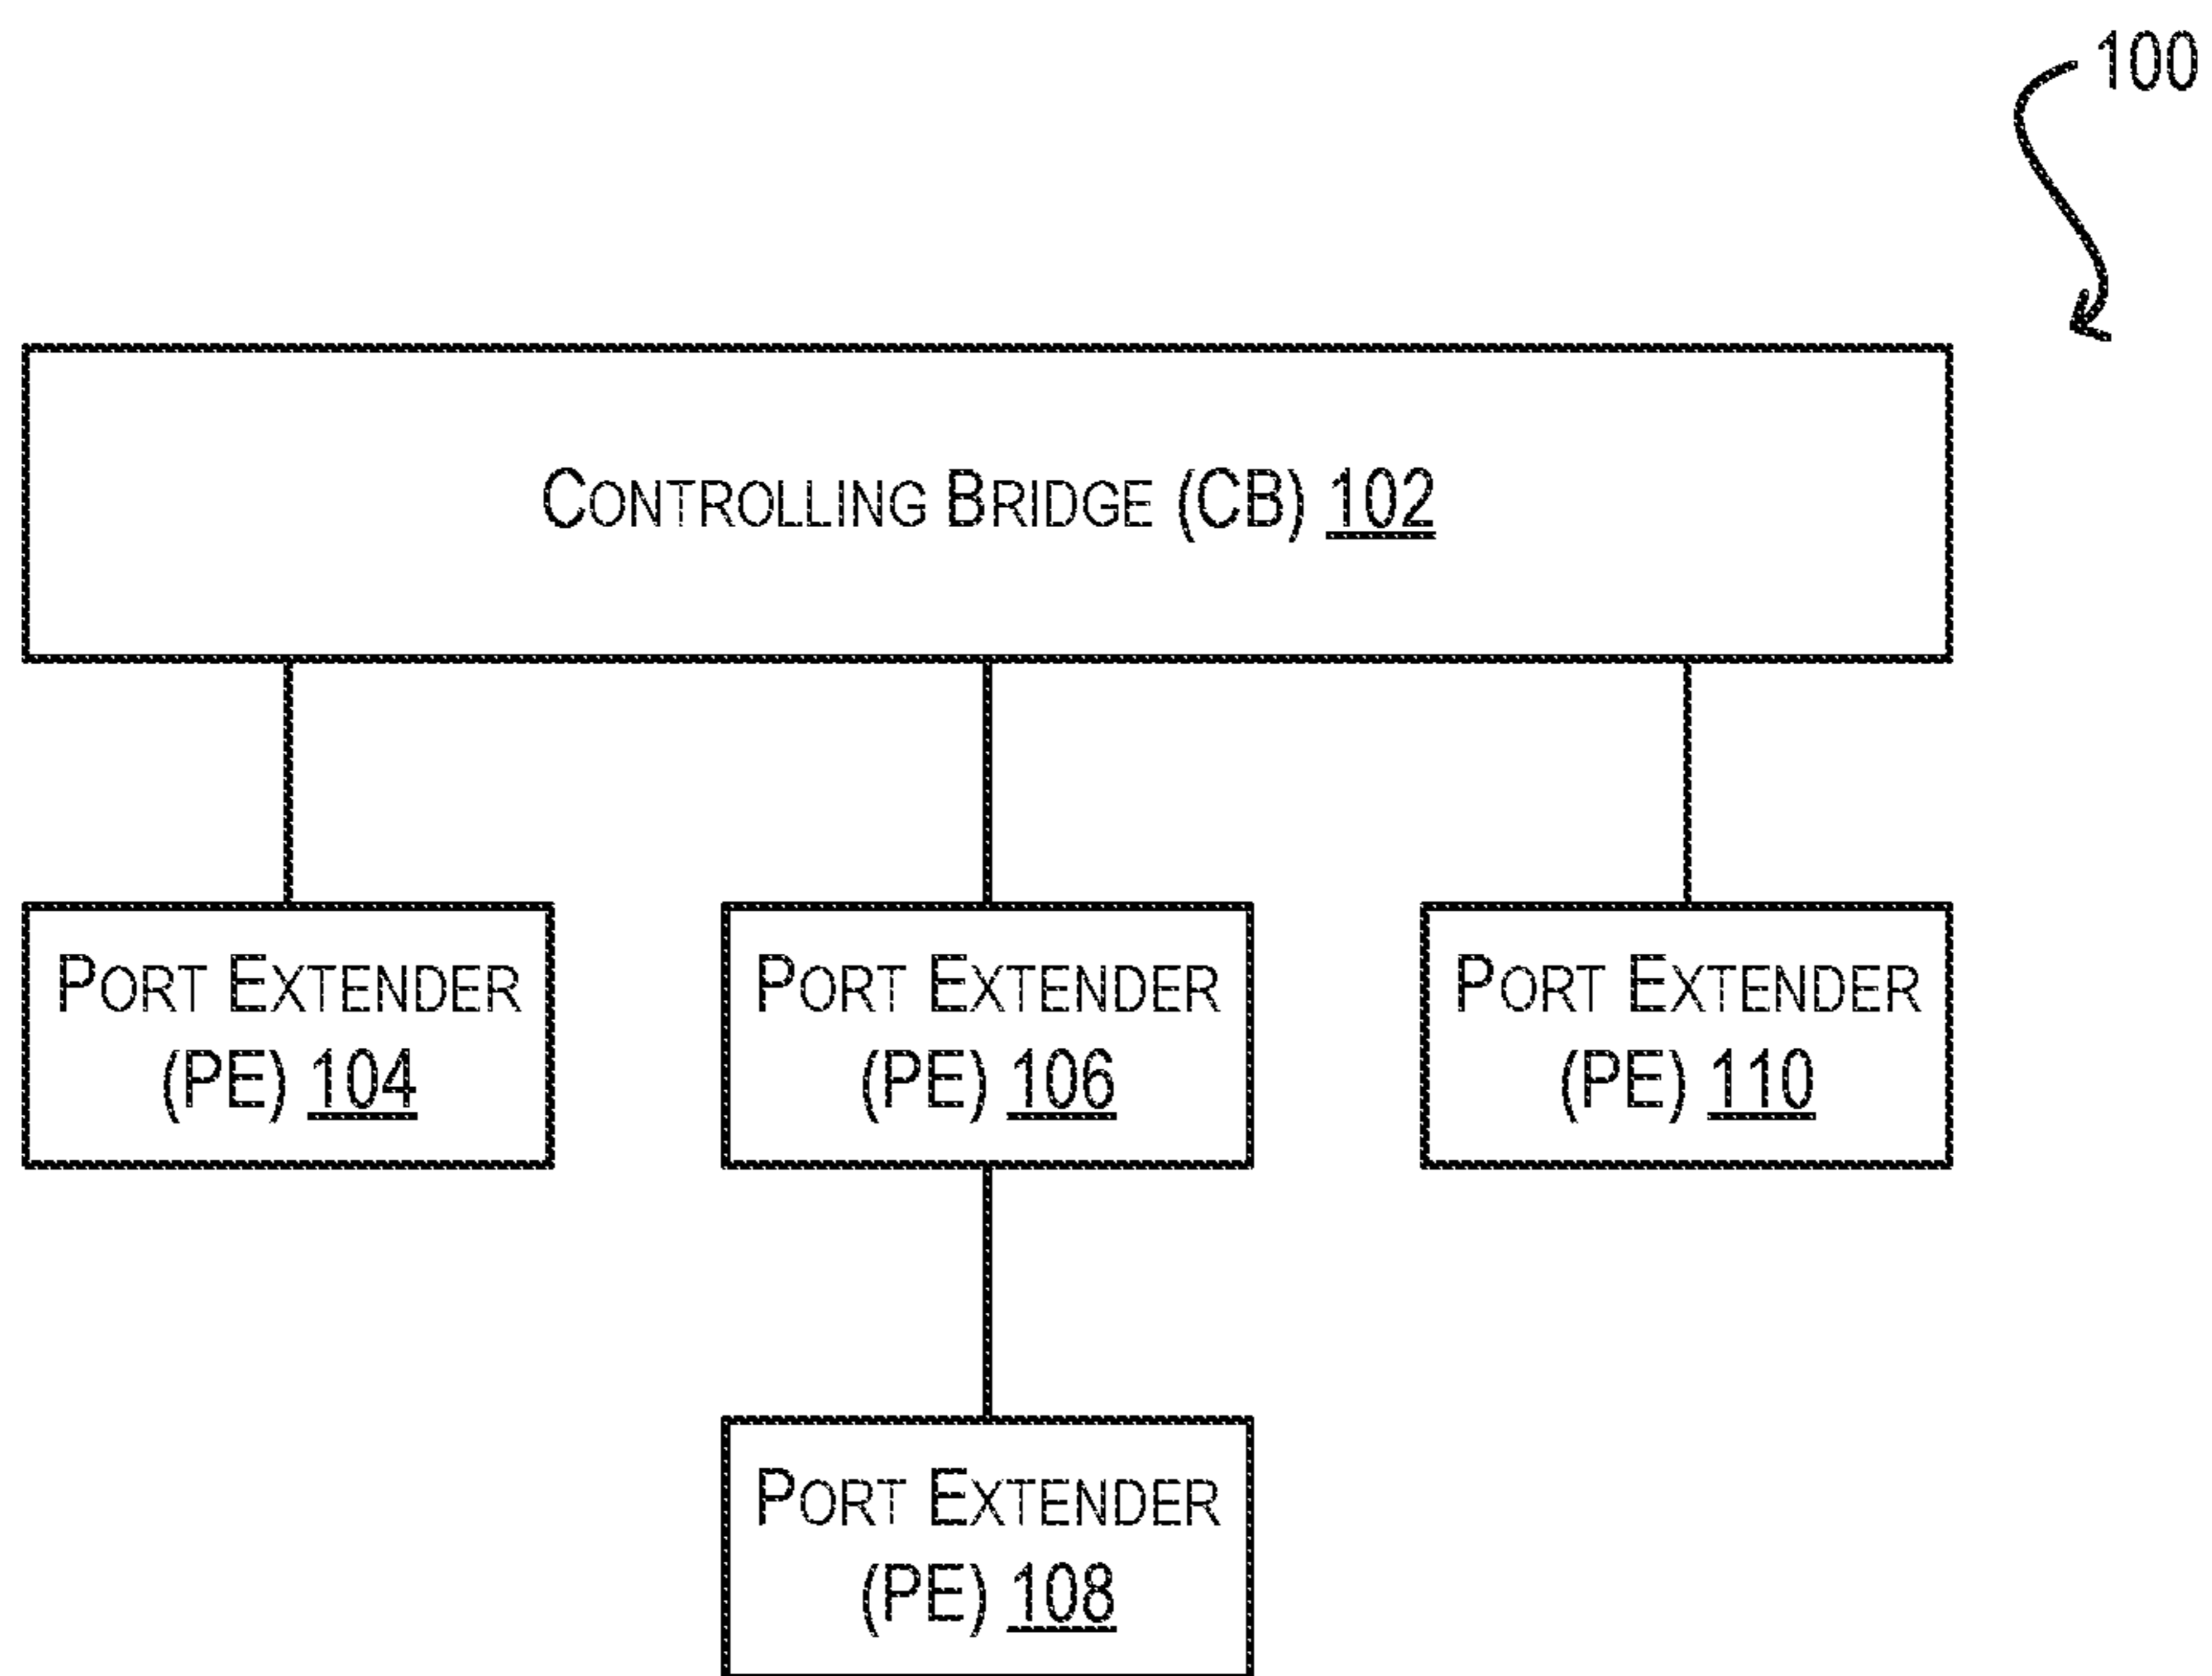 100
CONTROLLING BRIDGE (CB) 102
PORT EXTENDER
(PE) 104
PORT EXTENDER
(PE) 106
PORT EXTENDER
(PE) 110
PORT EXTENDER
(PE) 108